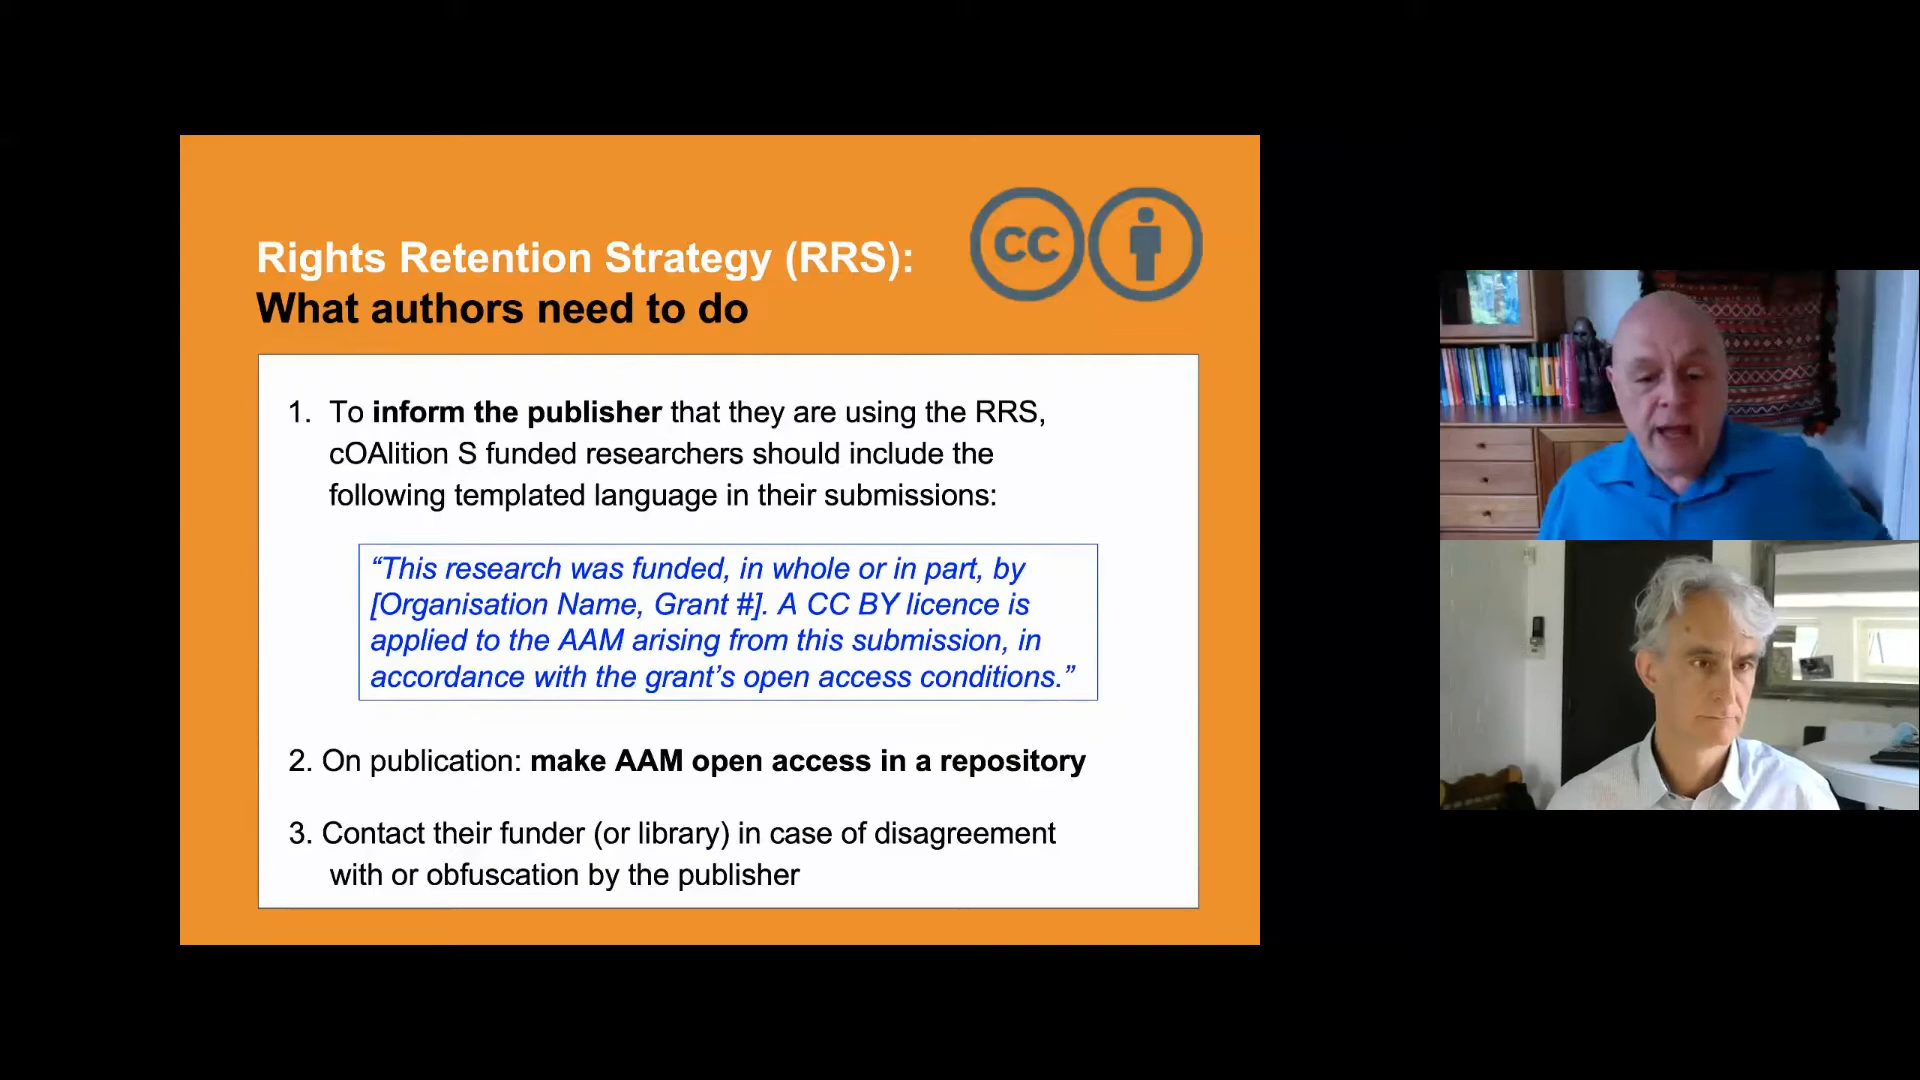 CC
Rights Retention Strategy (RRS):
What authors need to do
1. To inform the publisher that they are using the RRS,
cOAlition S funded researchers should include the
following templated language in their submissions:
“This research was funded, in whole or in part, by
[Organisation Name, Grant #]. A CC BY licence is
applied to the AAM arising from this submission, in
accordance with the grant’s open access conditions.”
2. On publication: make AAM open access in a repository
3. Contact their funder (or library) in case of disagreement
with or obfuscation by the publisher